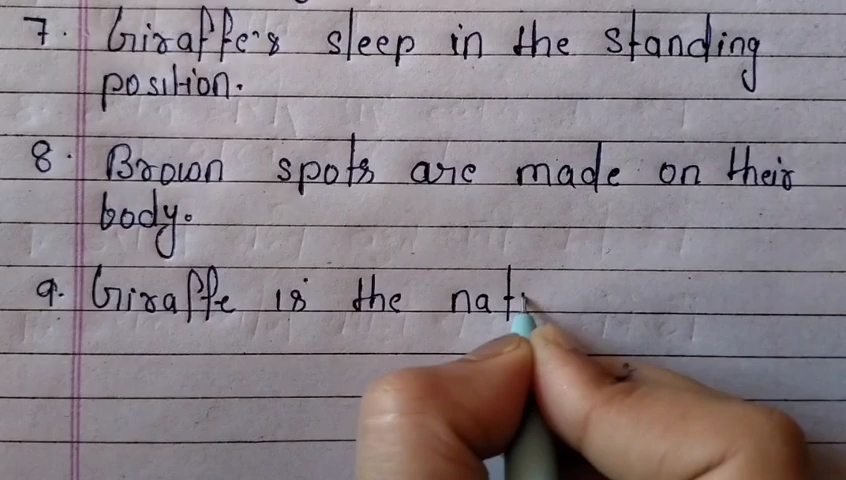 7. Giraffe's sleep in the standing
position.
8. Brown spots are made on their
body.
9. Giraffe is the nat